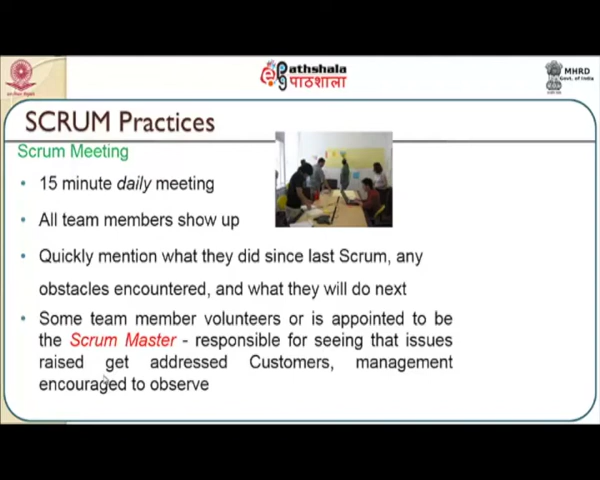 Pathshala
पाठशाला
MHRD
Govt. of India
SCRUM Practices
Scrum Meeting
• 15 minute daily meeting
• All team members show up
• Quickly mention what they did since last Scrum, any
obstacles encountered, and what they will do next
• Some team member volunteers or is appointed to be
the Scrum Master - responsible for seeing that issues
raised get addressed Customers, management
encouraged to observe